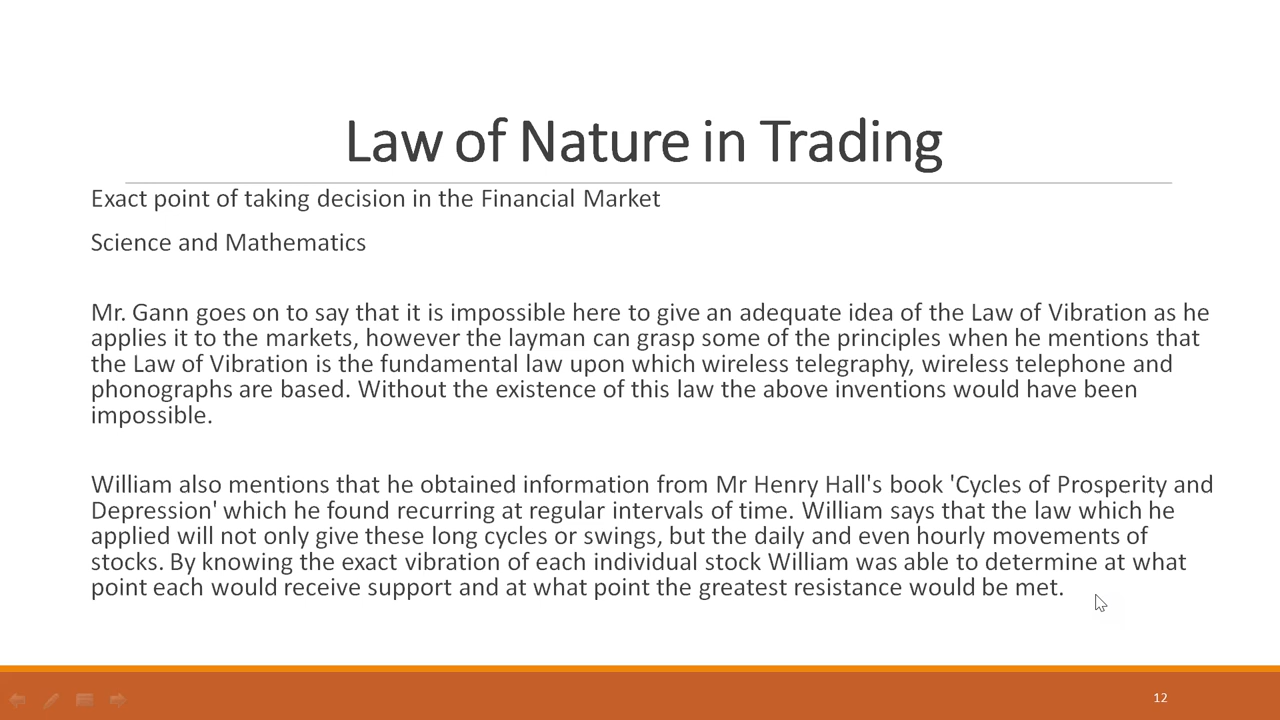 Law of Nature in Trading
Exact point of taking decision in the Financial Market
Science and Mathematics
Mr. Gann goes on to say that it is impossible here to give an adequate idea of the Law of Vibration as he
applies it to the markets, however the layman can grasp some of the principles when he mentions that
the Law of Vibration is the fundamental law upon which wireless telegraphy, wireless telephone and
phonographs are based. Without the existence of this law the above inventions would have been
impossible.
William also mentions that he obtained information from Mr Henry Hall's book 'Cycles of Prosperity and
Depression' which he found recurring at regular intervals of time. William says that the law which he
applied will not only give these long cycles or swings, but the daily and even hourly movements of
stocks. By knowing the exact vibration of each individual stock William was able to determine at what
point each would receive support and at what point the greatest resistance would be met.
12